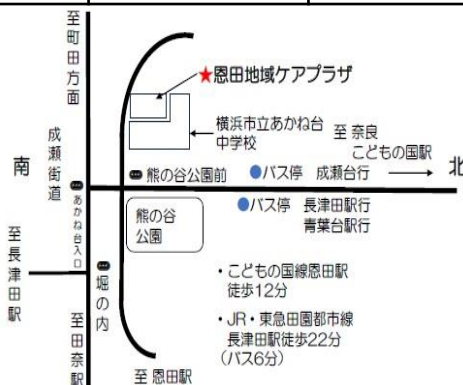 至町田方面
★恩田地域ケアプラザ
横浜市立あかね台
中学校
至 奈良
こどもの国駅
成瀬街道
南
北
熊の谷公園前
●バス停 成瀬台行
●バス停 長津田駅行
青葉台駅行
あかね台入口
熊の谷
公園
至長津田駅
堀の内
・こどもの国線恩田駅
徒歩12分
・JR・東急田園都市線
長津田駅徒歩22分
(バス6分)
至田奈駅
至 恩田駅